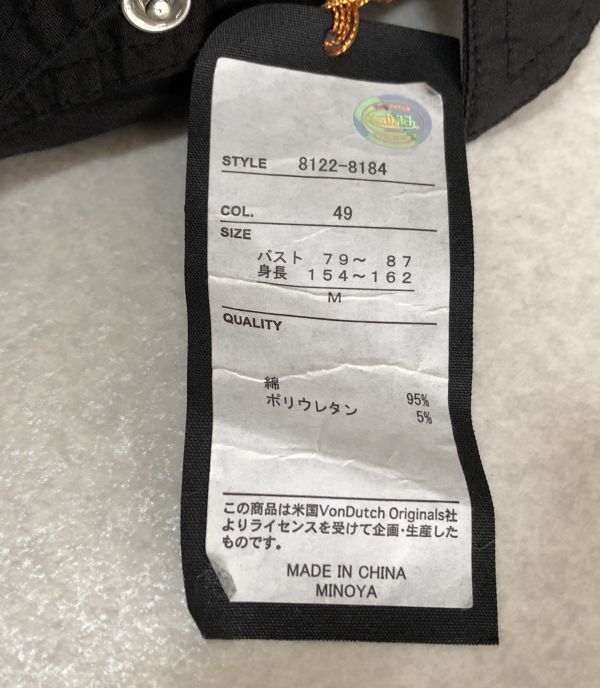 VonDutch
STYLE 8122-8184
COL. 49
SIZE
バスト 79～ 87
身長 154～162
M
QUALITY
綿 95%
ポリウレタン 5%
この商品は米国VonDutch Originals社
よりライセンスを受けて企画・生産した
ものです。
MADE IN CHINA
MINOYA